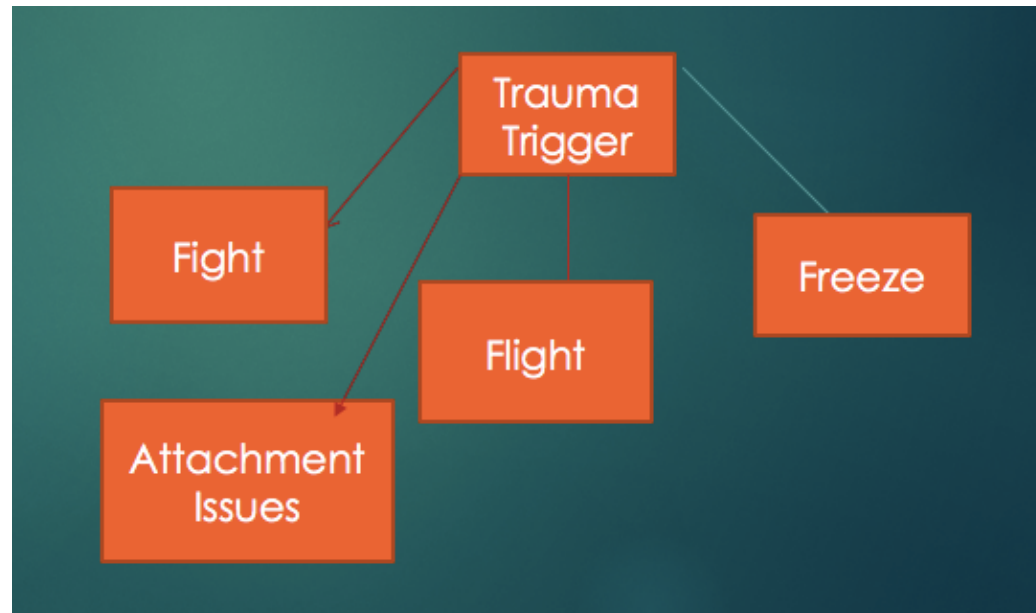 Trauma
Trigger
Fight
Freeze
Flight
Attachment
Issues